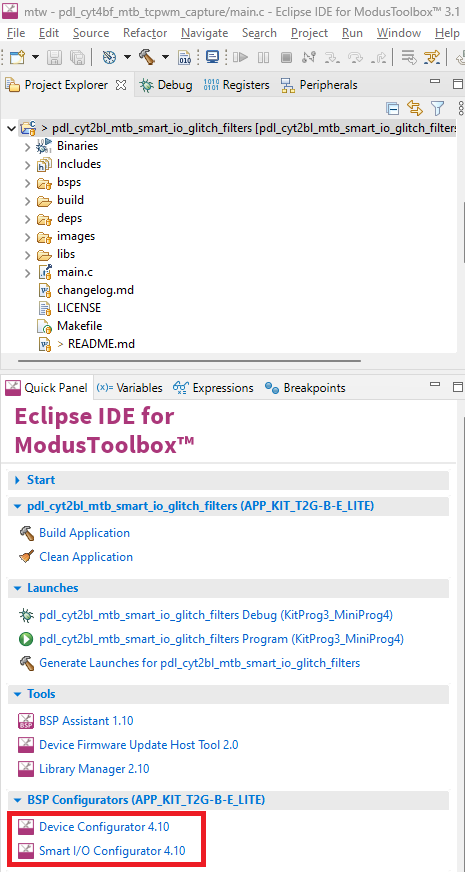 mtw - pdl_cyt4bf_mtb_tcpwm_capture/main.c - Eclipse IDE for ModusToolbox™ 3.1
File Edit Source Refactor Navigate Search Project Run Window Help
Project Explorer Debug Registers Peripherals
> pdl_cyt2bl_mtb_smart_io_glitch_filters [pdl_cyt2bl_mtb_smart_io_glitch_filters
Binaries
Includes
bsps
build
deps
images
libs
main.c
changelog.md
LICENSE
Makefile
> README.md
Quick Panel Variables Expressions Breakpoints
Eclipse IDE for
ModusToolbox™
Start
pdl_cyt2bl_mtb_smart_io_glitch_filters (APP_KIT_T2G-B-E_LITE)
Build Application
Clean Application
Launches
pdl_cyt2bl_mtb_smart_io_glitch_filters Debug (KitProg3_MiniProg4)
pdl_cyt2bl_mtb_smart_io_glitch_filters Program (KitProg3_MiniProg4)
Generate Launches for pdl_cyt2bl_mtb_smart_io_glitch_filters
Tools
BSP Assistant 1.10
Device Firmware Update Host Tool 2.0
Library Manager 2.10
BSP Configurators (APP_KIT_T2G-B-E_LITE)
Device Configurator 4.10
Smart I/O Configurator 4.10